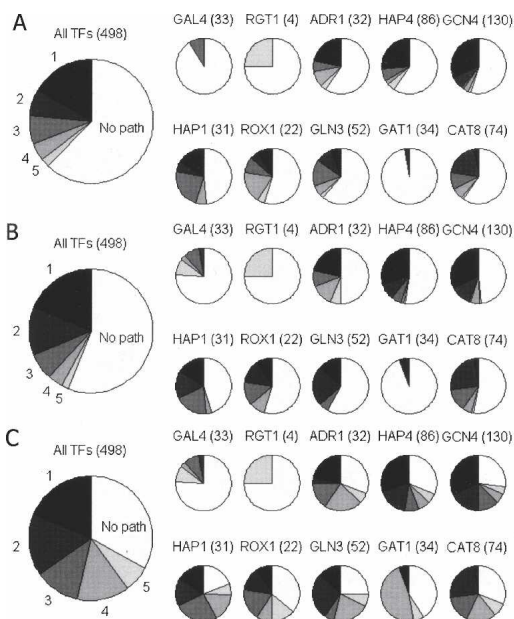 A
All TFs (498)
1
2
3
4
5
No path
GAL4 (33) RGT1 (4) ADR1 (32) HAP4 (86) GCN4 (130)
HAP1 (31) ROX1 (22) GLN3 (52) GAT1 (34) CAT8 (74)
B
All TFs (498)
1
2
3
4
5
No path
GAL4 (33) RGT1 (4) ADR1 (32) HAP4 (86) GCN4 (130)
HAP1 (31) ROX1 (22) GLN3 (52) GAT1 (34) CAT8 (74)
C
All TFs (498)
1
2
3
4
5
No path
GAL4 (33) RGT1 (4) ADR1 (32) HAP4 (86) GCN4 (130)
HAP1 (31) ROX1 (22) GLN3 (52) GAT1 (34) CAT8 (74)